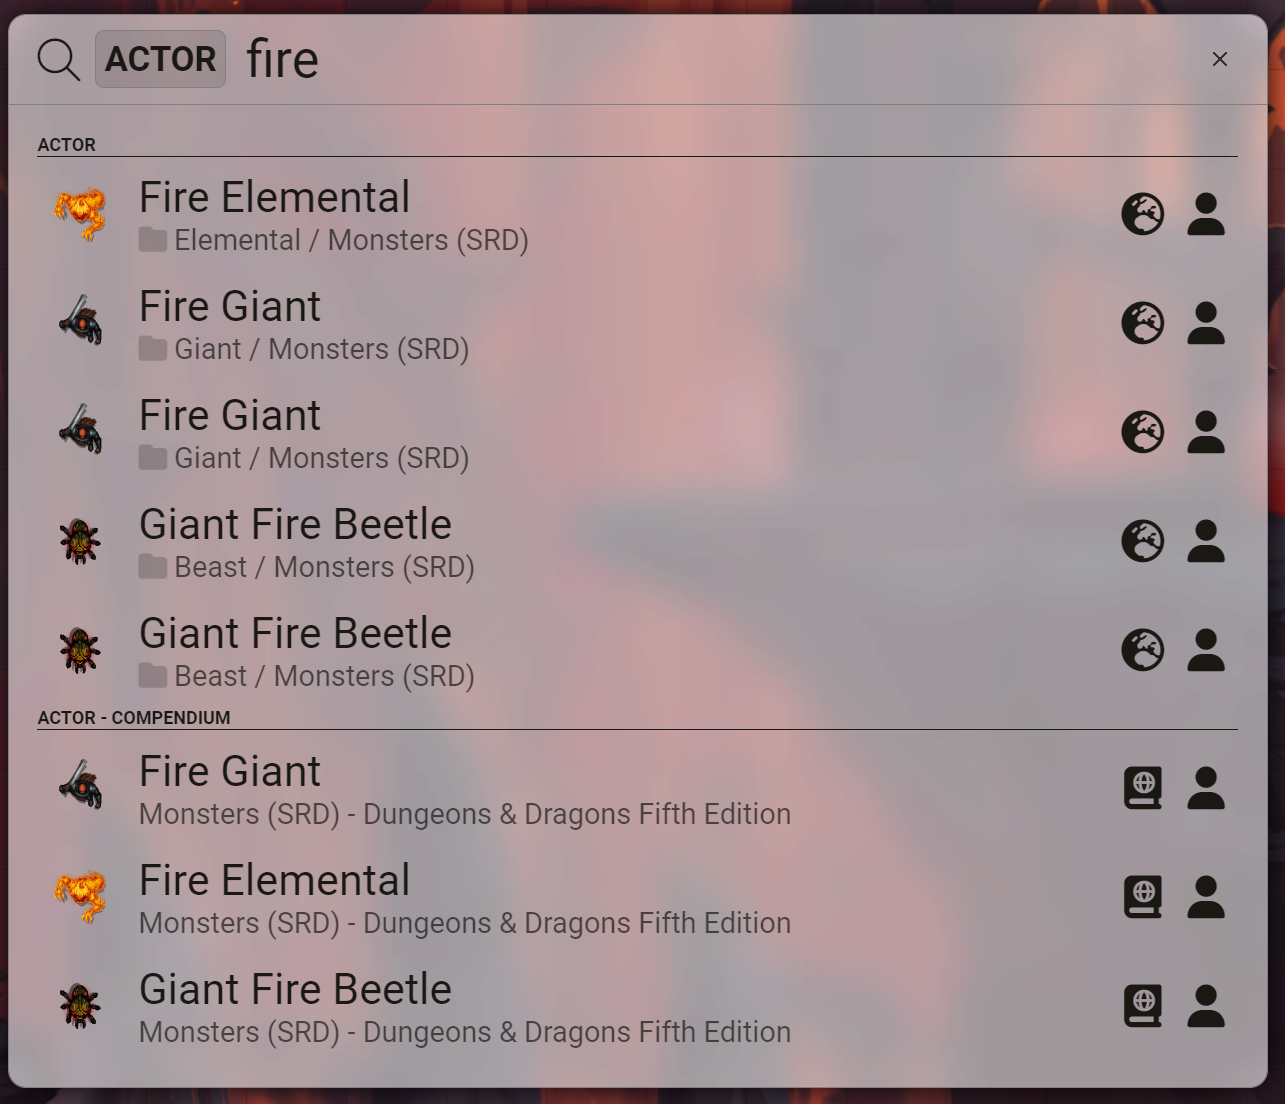 ACTOR fire
ACTOR
Fire Elemental
Elemental / Monsters (SRD)
Fire Giant
Giant / Monsters (SRD)
Fire Giant
Giant / Monsters (SRD)
Giant Fire Beetle
Beast / Monsters (SRD)
Giant Fire Beetle
Beast / Monsters (SRD)
ACTOR - COMPENDIUM
Fire Giant
Monsters (SRD) - Dungeons & Dragons Fifth Edition
Fire Elemental
Monsters (SRD) - Dungeons & Dragons Fifth Edition
Giant Fire Beetle
Monsters (SRD) - Dungeons & Dragons Fifth Edition